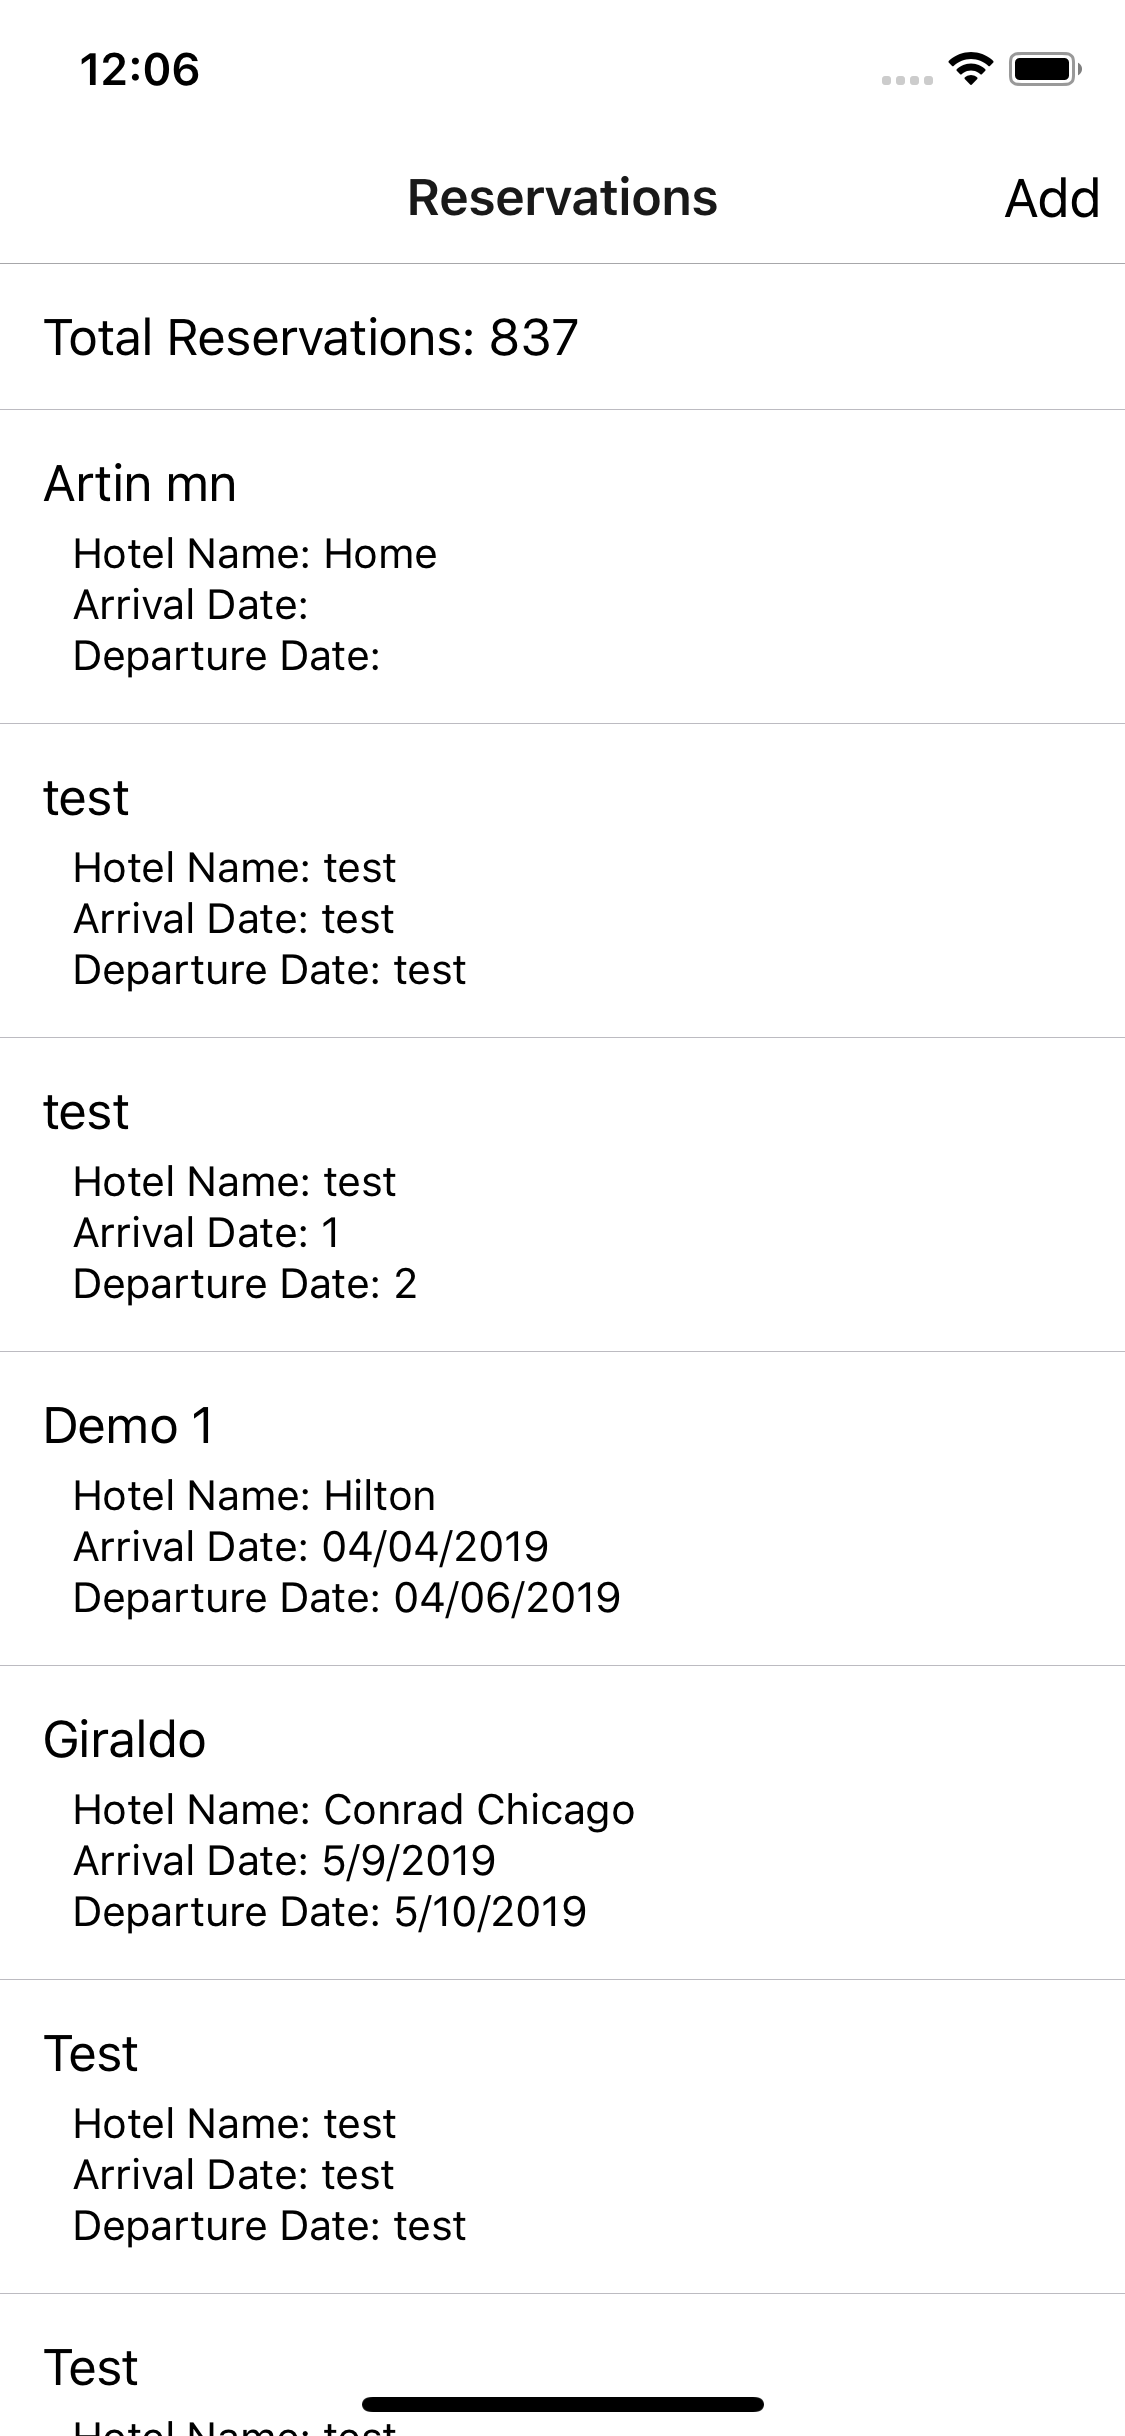 12:06
Reservations
Add
Total Reservations: 837
Artin mn
Hotel Name: Home
Arrival Date:
Departure Date:
test
Hotel Name: test
Arrival Date: test
Departure Date: test
test
Hotel Name: test
Arrival Date: 1
Departure Date: 2
Demo 1
Hotel Name: Hilton
Arrival Date: 04/04/2019
Departure Date: 04/06/2019
Giraldo
Hotel Name: Conrad Chicago
Arrival Date: 5/9/2019
Departure Date: 5/10/2019
Test
Hotel Name: test
Arrival Date: test
Departure Date: test
Test
Hotel Name: test